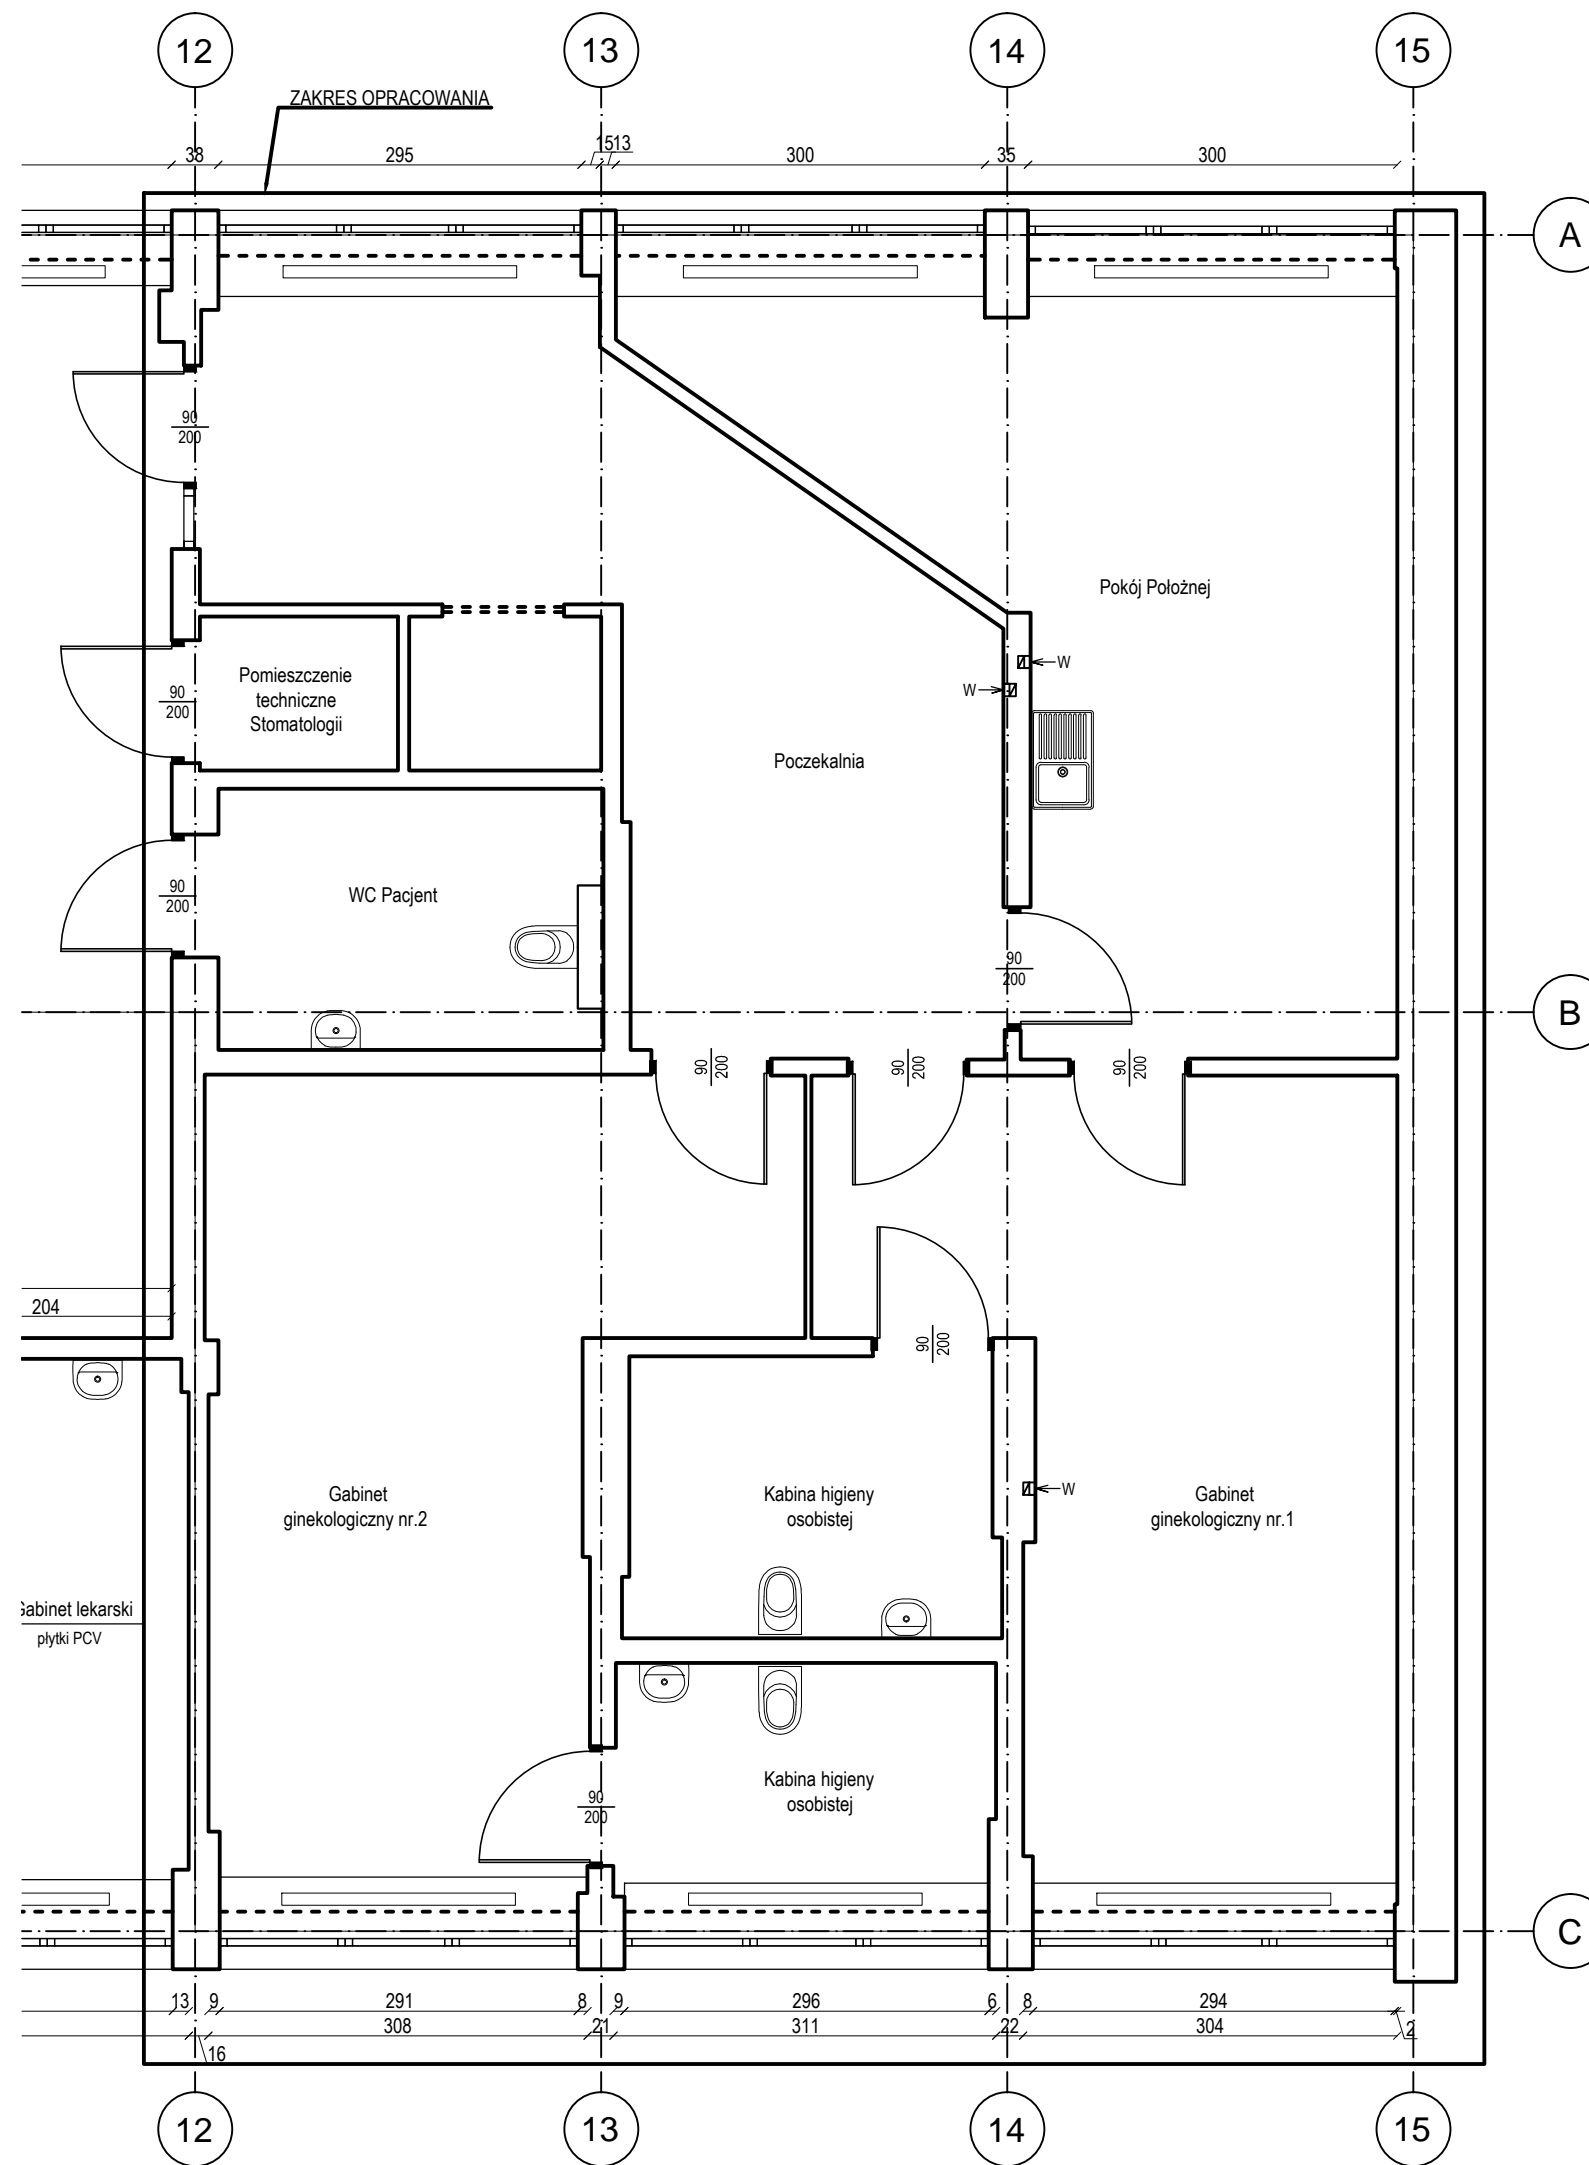 12
13
14
15
ZAKRES OPRACOWANIA
38
295
15
13
300
35
300
A
90
200
Pokój Położnej
W
W
Pomieszczenie
techniczne
Stomatologii
90
200
Poczekalnia
90
200
WC Pacjent
90
200
B
90
200
90
200
90
200
204
90
200
Gabinet
ginekologiczny nr.2
Kabina higieny
osobistej
W
Gabinet
ginekologiczny nr.1
Gabinet lekarski
płytki PCV
Kabina higieny
osobistej
90
200
C
13
9
291
8
9
296
6
8
294
308
21
311
22
304
2
16
12
13
14
15